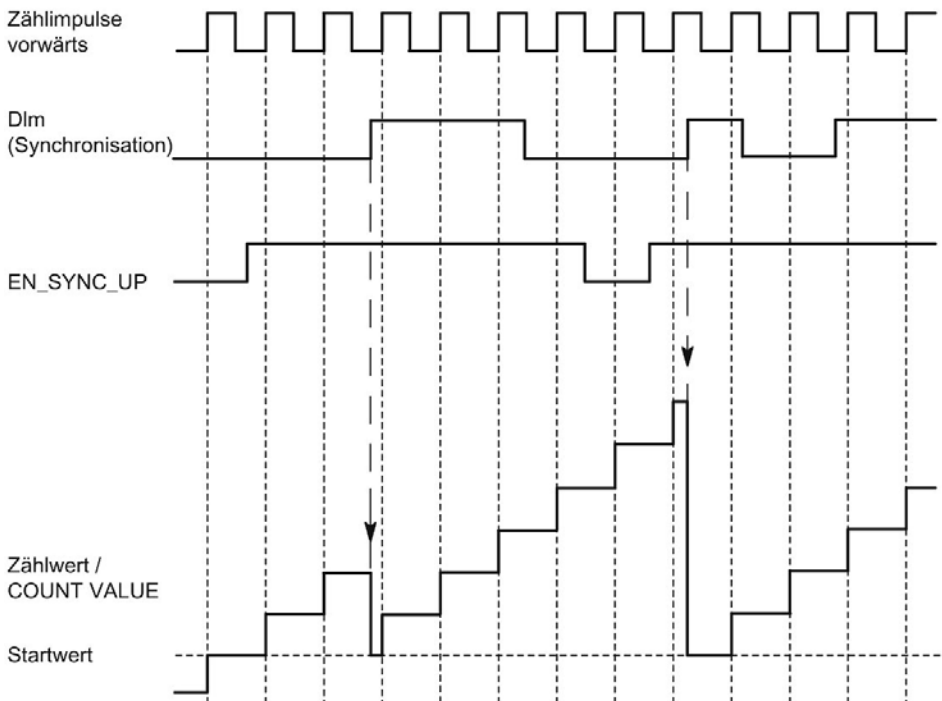 Zählimpulse
vorwärts
DIm
(Synchronisation)
EN_SYNC_UP
Zählwert /
COUNT VALUE
Startwert